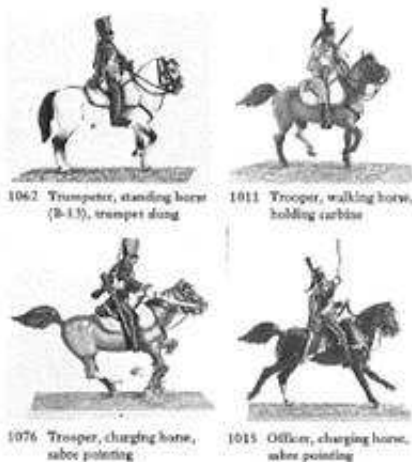 1062 Trumpeter, standing horse
(B-13), trumpet slung
1011 Trooper, walking horse,
holding carbine
1076 Trooper, charging horse,
sabre pointing
1015 Officer, charging horse,
sabre pointing